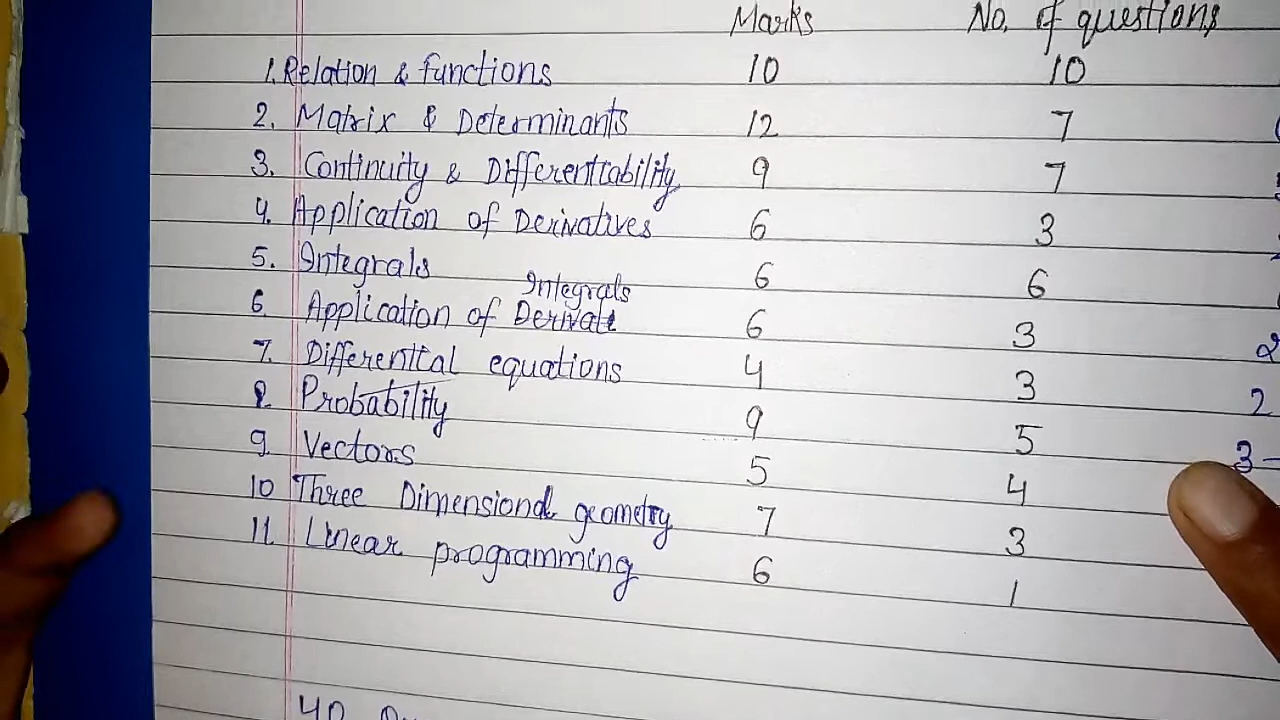 Marks No. of questions
1. Relation & functions 10 10
2. Matrix & Determinants 12 7
3. Continuity & Differentiability 9 7
4. Application of Derivatives 6 3
5. Integrals 6 6
Integrals
6 Application of Derivate 6 3 2
7. Differential equations 4 3 2
8 Probability 9 5 3-
9. Vectors 5 4
10 Three Dimensional geometry 7 3
11. Linear programming 6 1
40